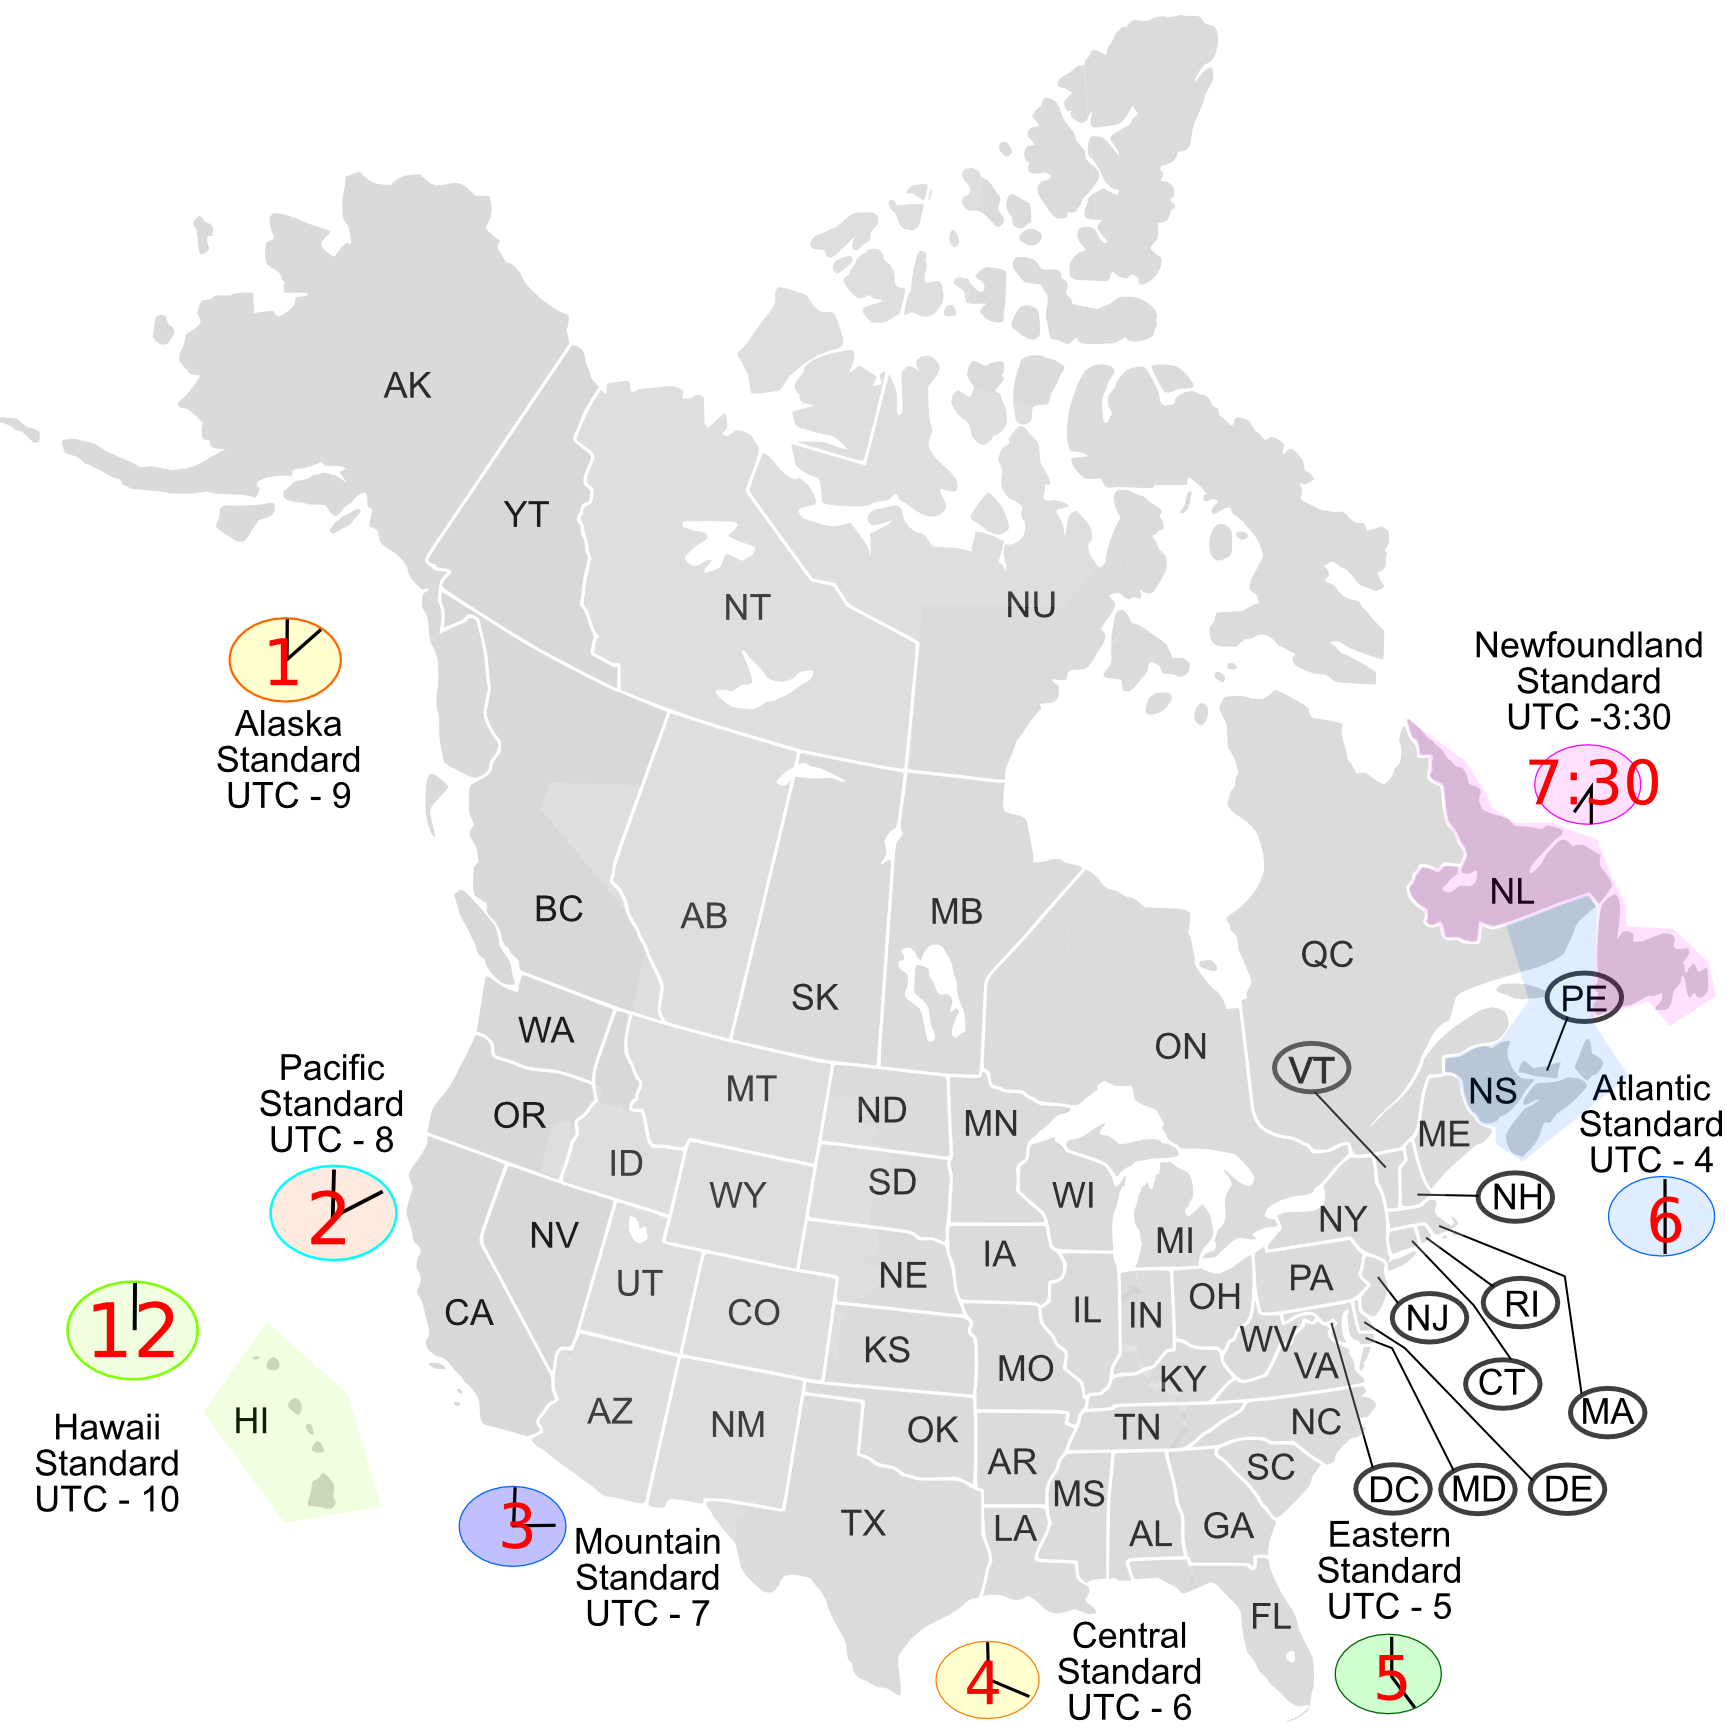 AK
YT
NT
NU
1
Alaska
Standard
UTC - 9
Newfoundland
Standard
UTC -3:30
7:30
NL
BC
AB
SK
MB
ON
QC
PE
NS
Atlantic
Standard
UTC - 4
6
VT
ME
NH
WA
OR
ID
MT
ND
MN
SD
WY
WI
MI
NY
Pacific
Standard
UTC - 8
2
CA
NV
UT
CO
NE
IA
IL
IN
OH
PA
NJ
RI
CT
MA
KS
MO
KY
WV
VA
12
Hawaii
Standard
UTC - 10
HI
AZ
NM
OK
AR
TN
NC
SC
MS
AL
GA
LA
TX
FL
DC
MD
DE
3
Mountain
Standard
UTC - 7
4
Central
Standard
UTC - 6
Eastern
Standard
UTC - 5
5